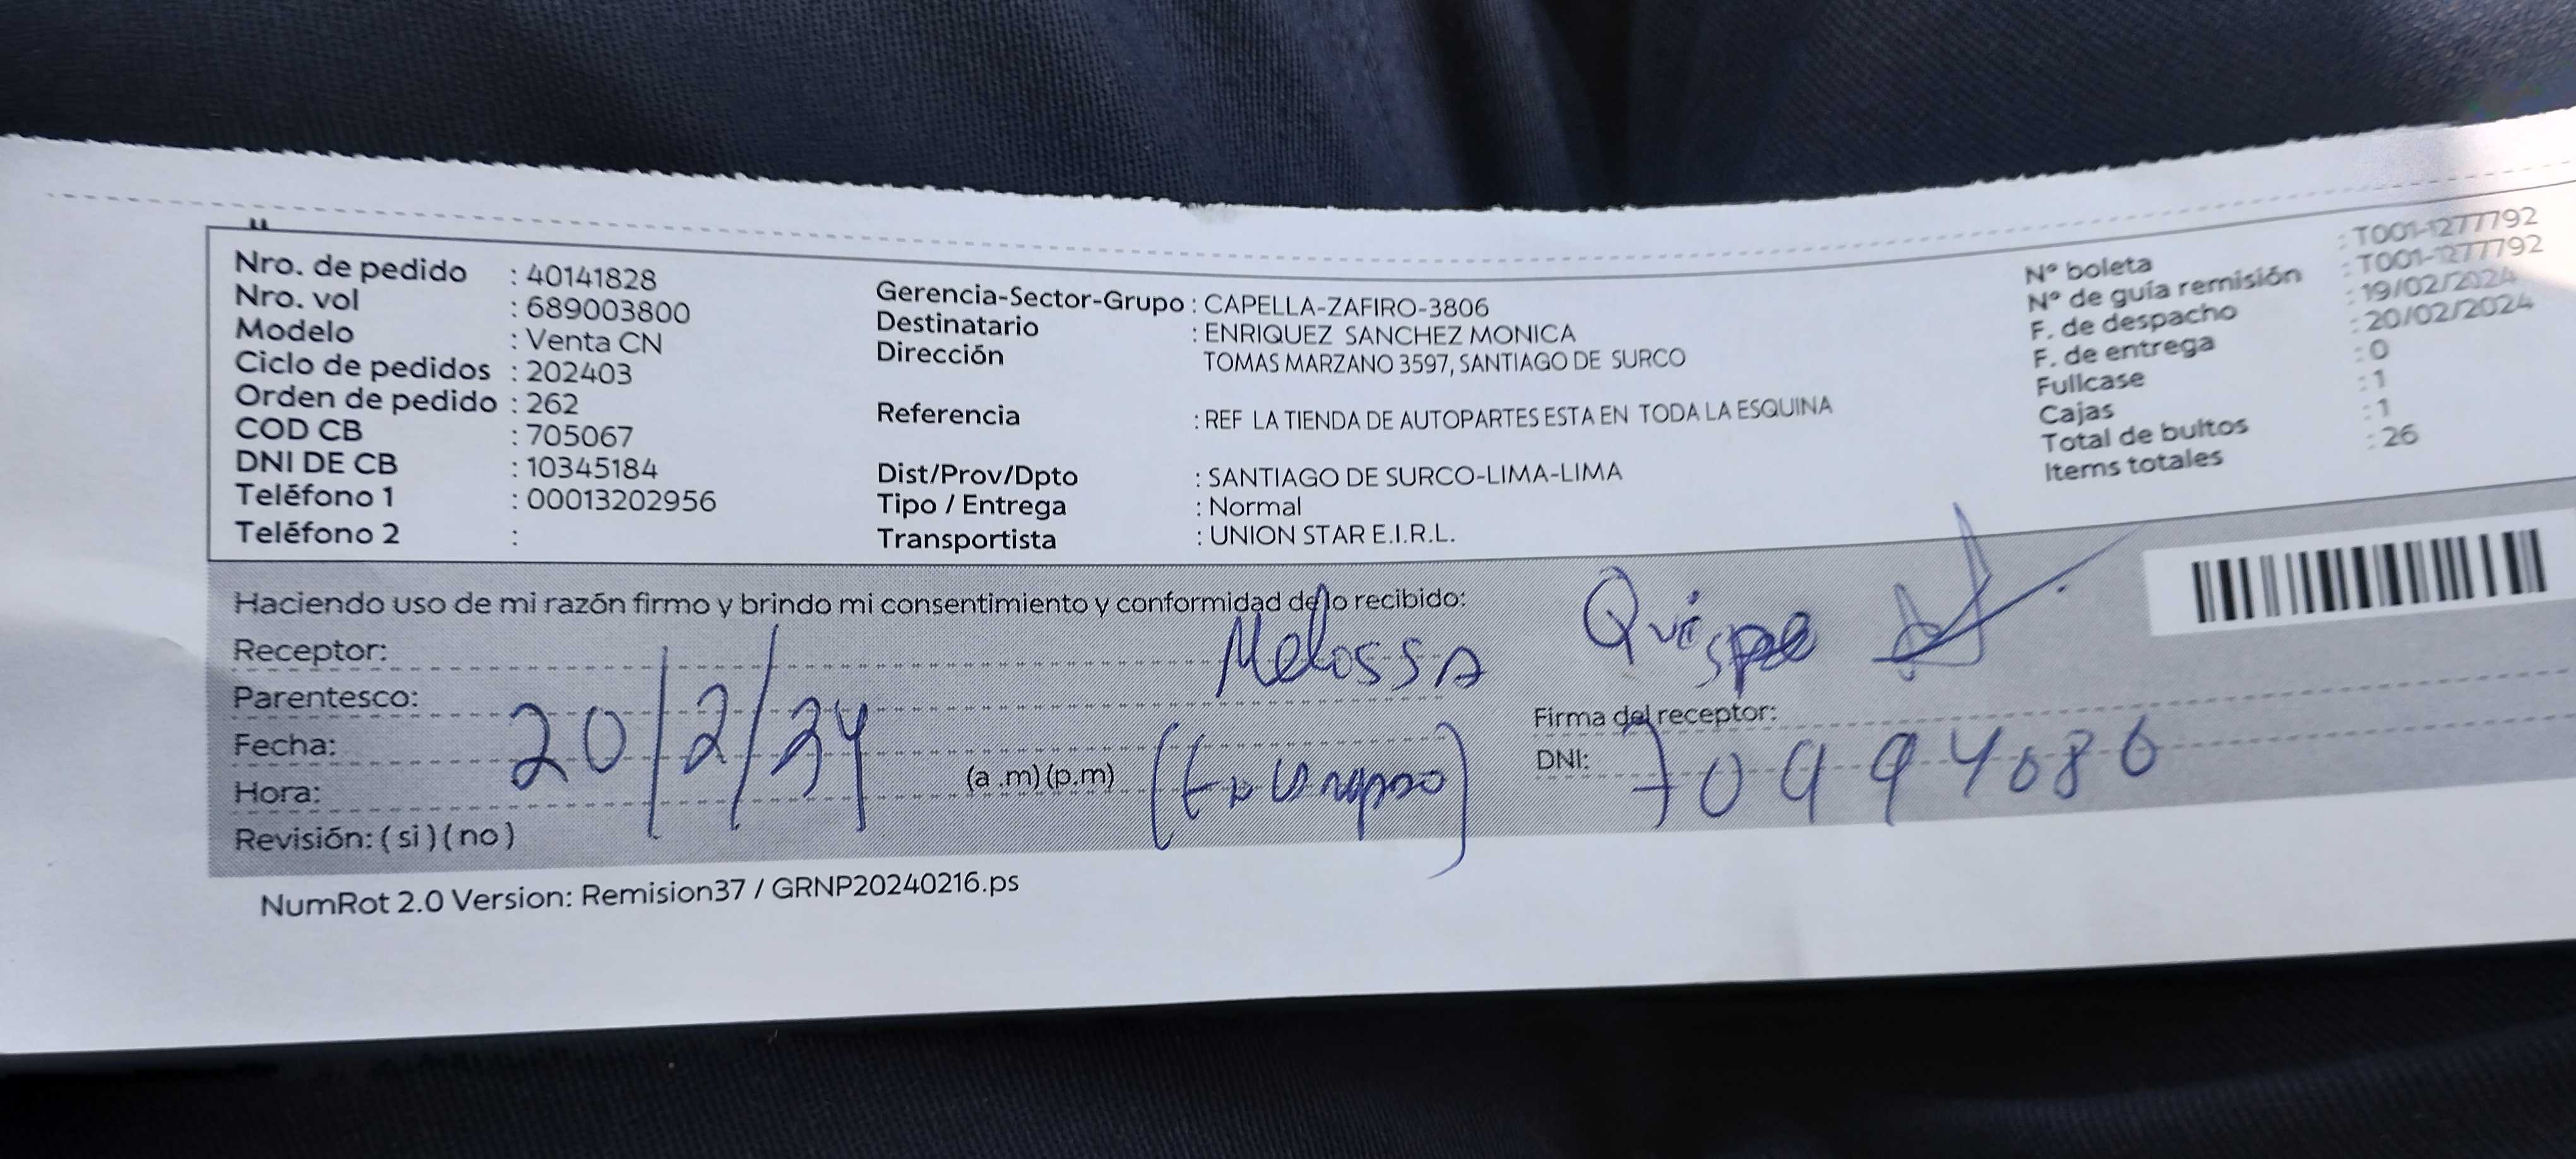 Nro. de pedido : 40141828
Nro. vol : 689003800
Modelo : Venta CN
Ciclo de pedidos : 202403
Orden de pedido : 262
COD CB : 705067
DNI DE CB : 10345184
Teléfono 1 : 00013202956
Teléfono 2 :
Gerencia-Sector-Grupo : CAPELLA-ZAFIRO-3806
Destinatario : ENRIQUEZ SANCHEZ MONICA
Dirección TOMAS MARZANO 3597, SANTIAGO DE SURCO
Referencia : REF LA TIENDA DE AUTOPARTES ESTA EN TODA LA ESQUINA
Dist/Prov/Dpto : SANTIAGO DE SURCO-LIMA-LIMA
Tipo / Entrega : Normal
Transportista : UNION STAR E.I.R.L.
N° boleta : T001-1277792
N° de guía remisión : T001-1277792
F. de despacho : 19/02/2024
F. de entrega : 20/02/2024
Fullcase : 0
Cajas : 1
Total de bultos : 1
Items totales : 26
Haciendo uso de mi razón firmo y brindo mi consentimiento y conformidad de lo recibido:
Receptor: Melissa Quispe
Parentesco:
Fecha: 20/2/24
Hora: (a .m) (p.m)
Revisión: ( si ) ( no )
Firma del receptor:
DNI: 70994086
NumRot 2.0 Version: Remision37 / GRNP20240216.ps